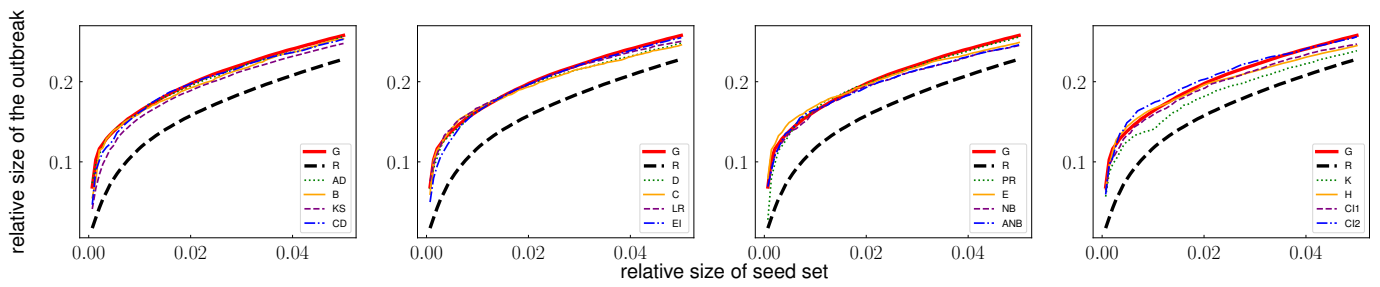 relative size of the outbreak
0.2
0.1
0.00 0.02 0.04
G
R
AD
B
KS
CD
0.2
0.1
0.00 0.02 0.04
G
R
D
C
LR
EI
0.2
0.1
0.00 0.02 0.04
G
R
PR
E
NB
ANB
0.2
0.1
0.00 0.02 0.04
G
R
K
H
CI1
CI2
relative size of seed set